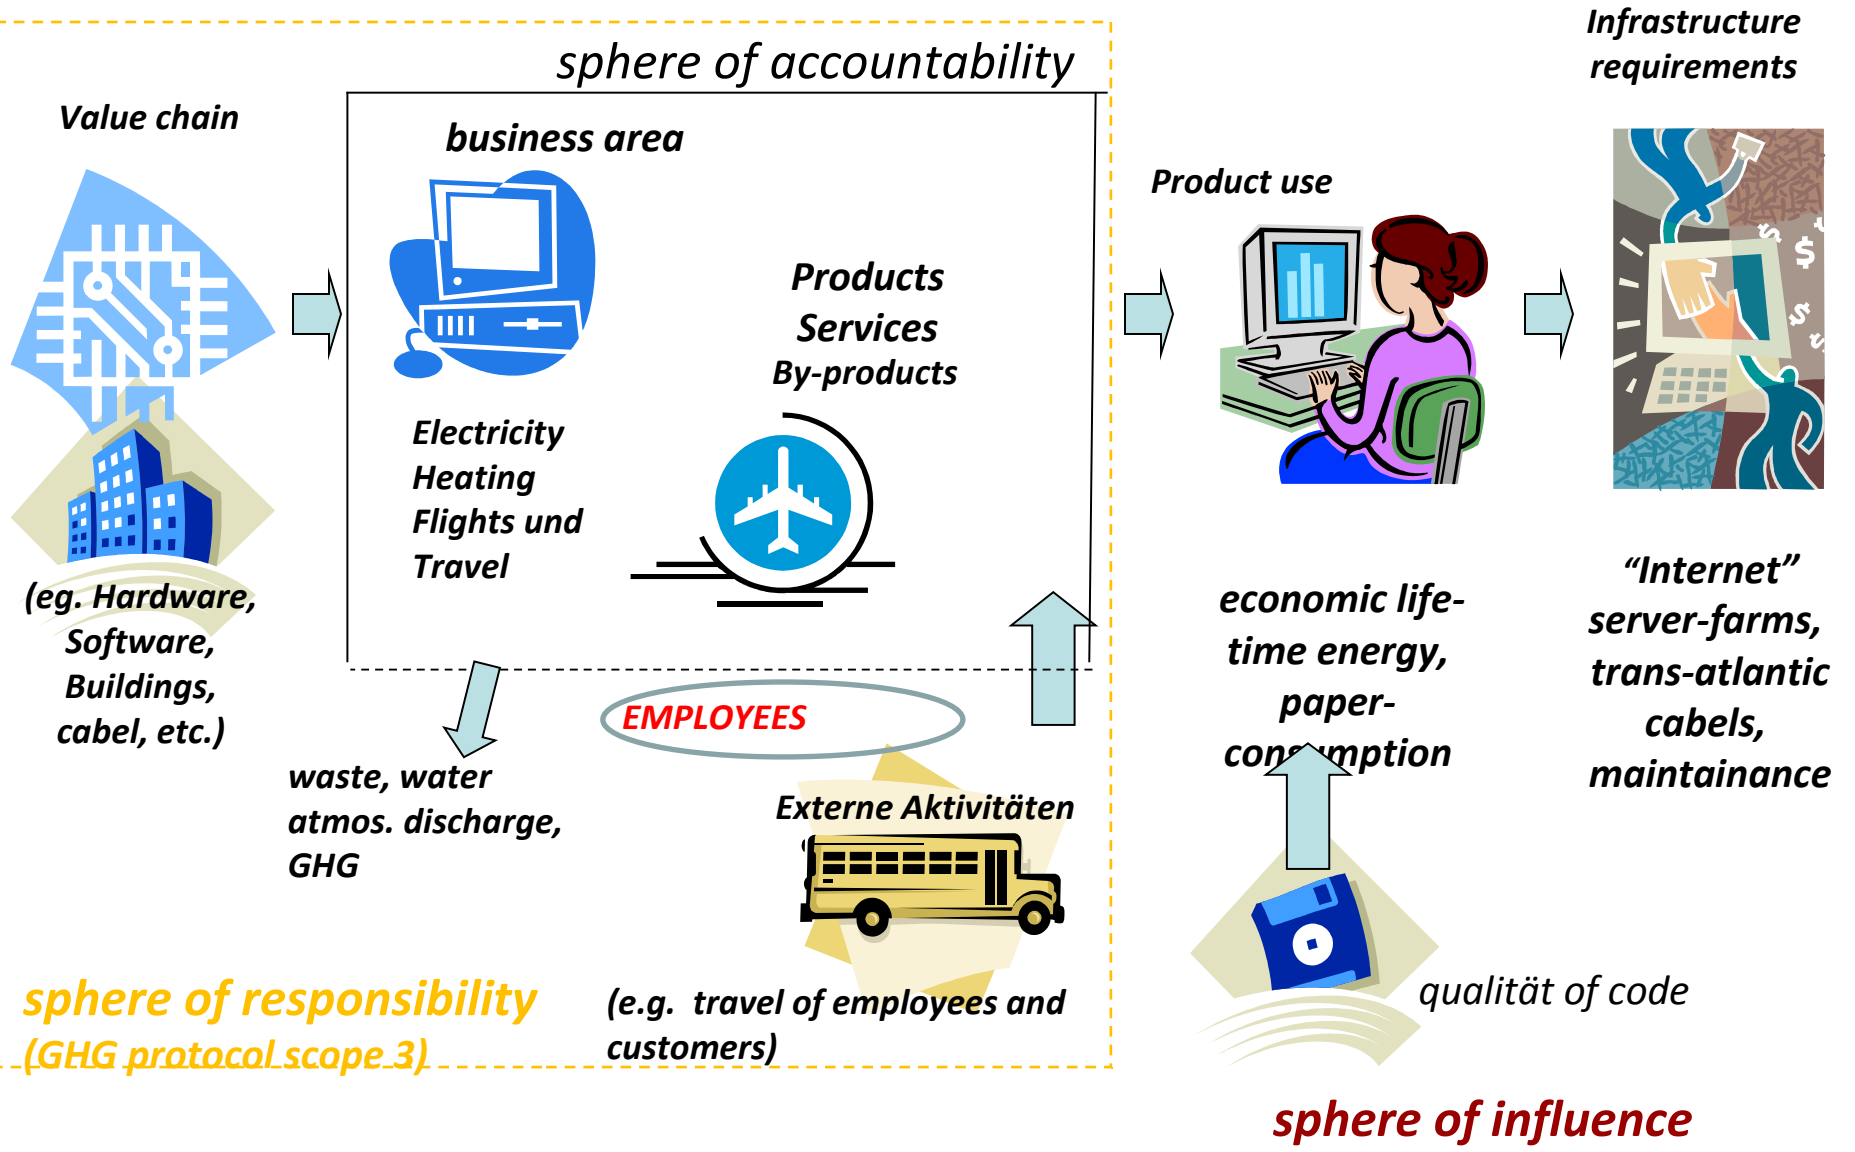 sphere of accountability
Value chain
(eg. Hardware,
Software,
Buildings,
cabel, etc.)
business area
Electricity
Heating
Flights und
Travel
Products
Services
By-products
EMPLOYEES
waste, water
atmos. discharge,
GHG
Externe Aktivitäten
(e.g.  travel of employees and
customers)
sphere of responsibility
(GHG protocol scope 3)
Product use
economic life-
time energy,
paper-
consumption
qualität of code
Infrastructure
requirements
$
$
$
$
$
“Internet”
server-farms,
trans-atlantic
cabels,
maintainance
sphere of influence